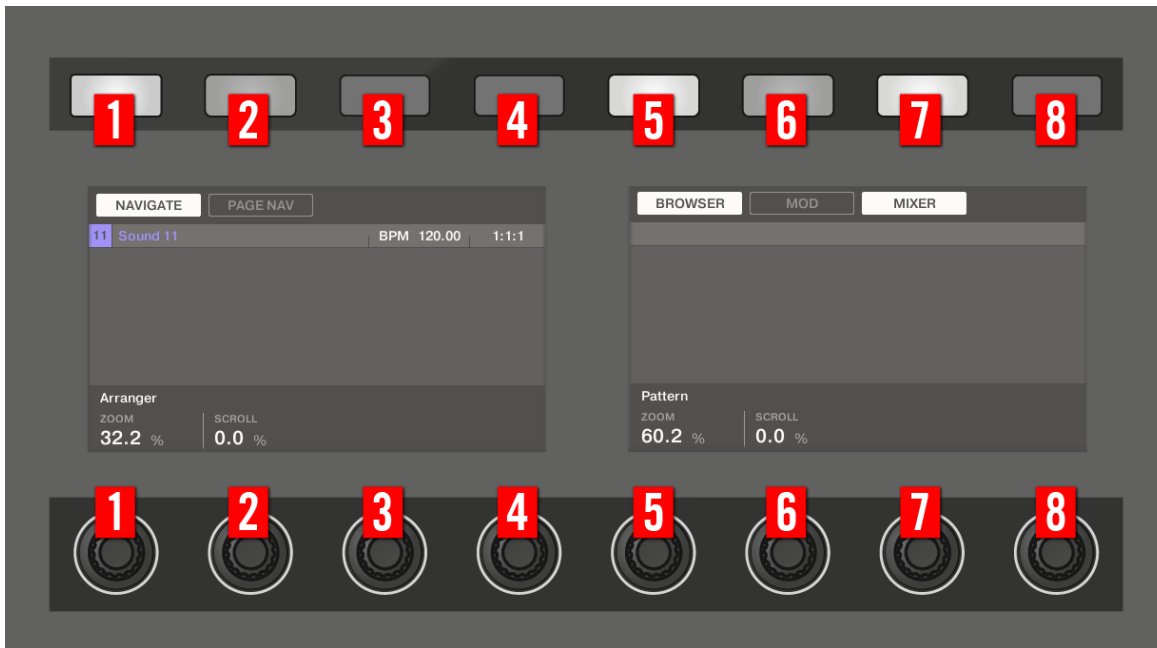 1 2 3 4 5 6 7 8
NAVIGATE PAGE NAV
11 Sound 11 BPM 120.00 1:1:1
Arranger
ZOOM SCROLL
32.2 % 0.0 %
BROWSER MOD MIXER
Pattern
ZOOM SCROLL
60.2 % 0.0 %
1 2 3 4 5 6 7 8